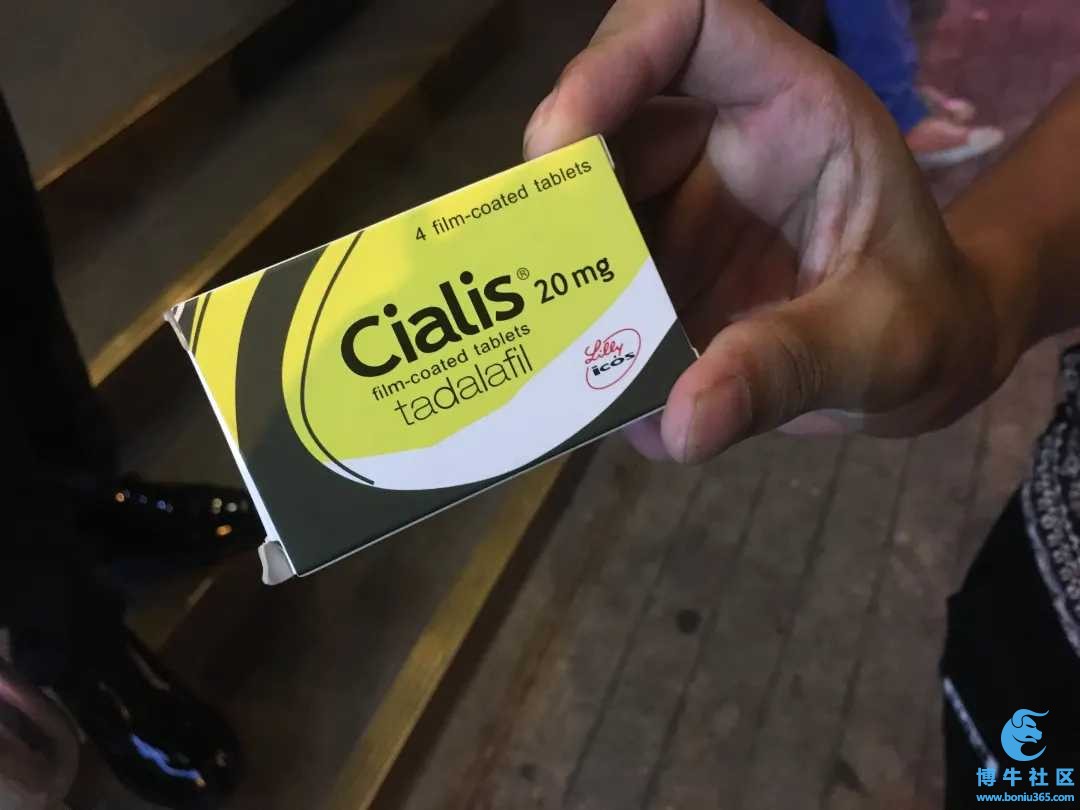 4 film-coated tablets
Cialis® 20 mg
film-coated tablets
tadalafil
Lilly
icos
博牛社区
www.boniu365.com